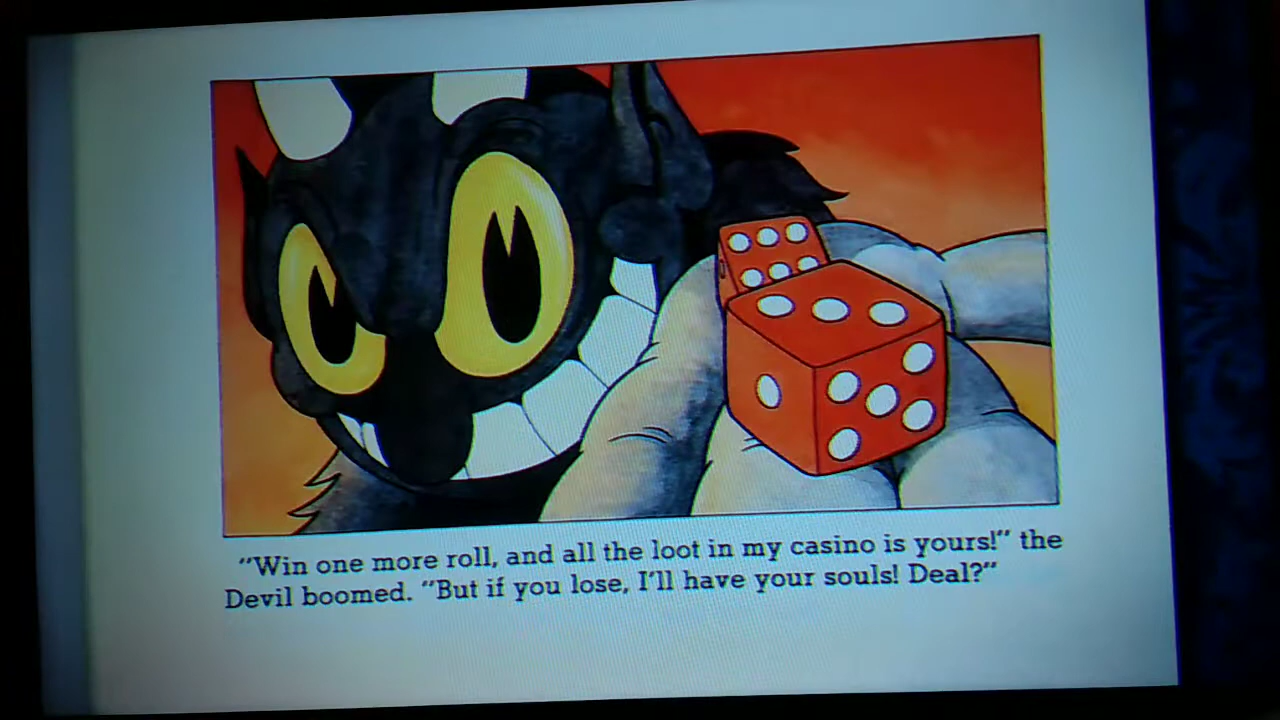 “Win one more roll, and all the loot in my casino is yours!” the
Devil boomed. “But if you lose, I’ll have your souls! Deal?”